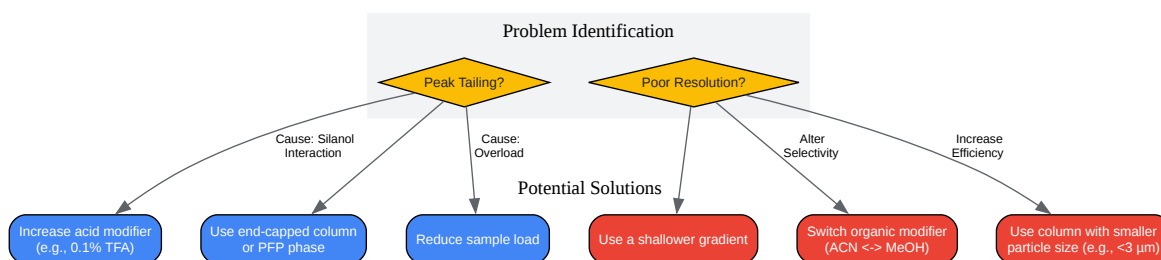 Problem Identification
Peak Tailing?
Poor Resolution?
Cause: Silanol
Interaction
Cause:
Overload
Alter
Selectivity
Increase
Efficiency
Potential Solutions
Increase acid modifier
(e.g., 0.1% TFA)
Use end-capped column
or PFP phase
Reduce sample load
Use a shallower gradient
Switch organic modifier
(ACN <-> MeOH)
Use column with smaller
particle size (e.g., <3 µm)